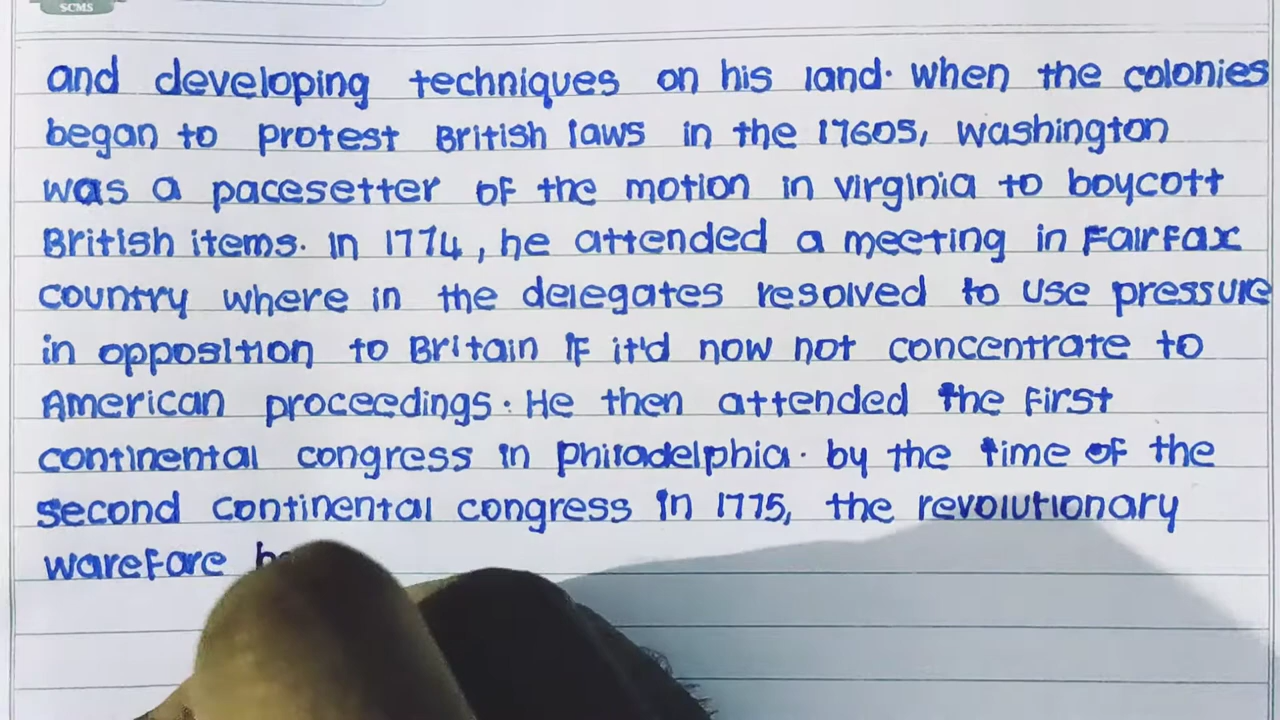 SCMS
and developing techniques on his land. when the colonies
began to protest British laws in the 1760s, washington
was a pacesetter of the motion in virginia to boycott
British items. in 1774, he attended a meeting in Fairfax
country where in the delegates resolved to use pressure
in opposition to Britain if it'd now not concentrate to
American proceedings. He then attended the first
continental congress in philadelphia. by the time of the
second continental congress in 1775, the revolutionary
warefare